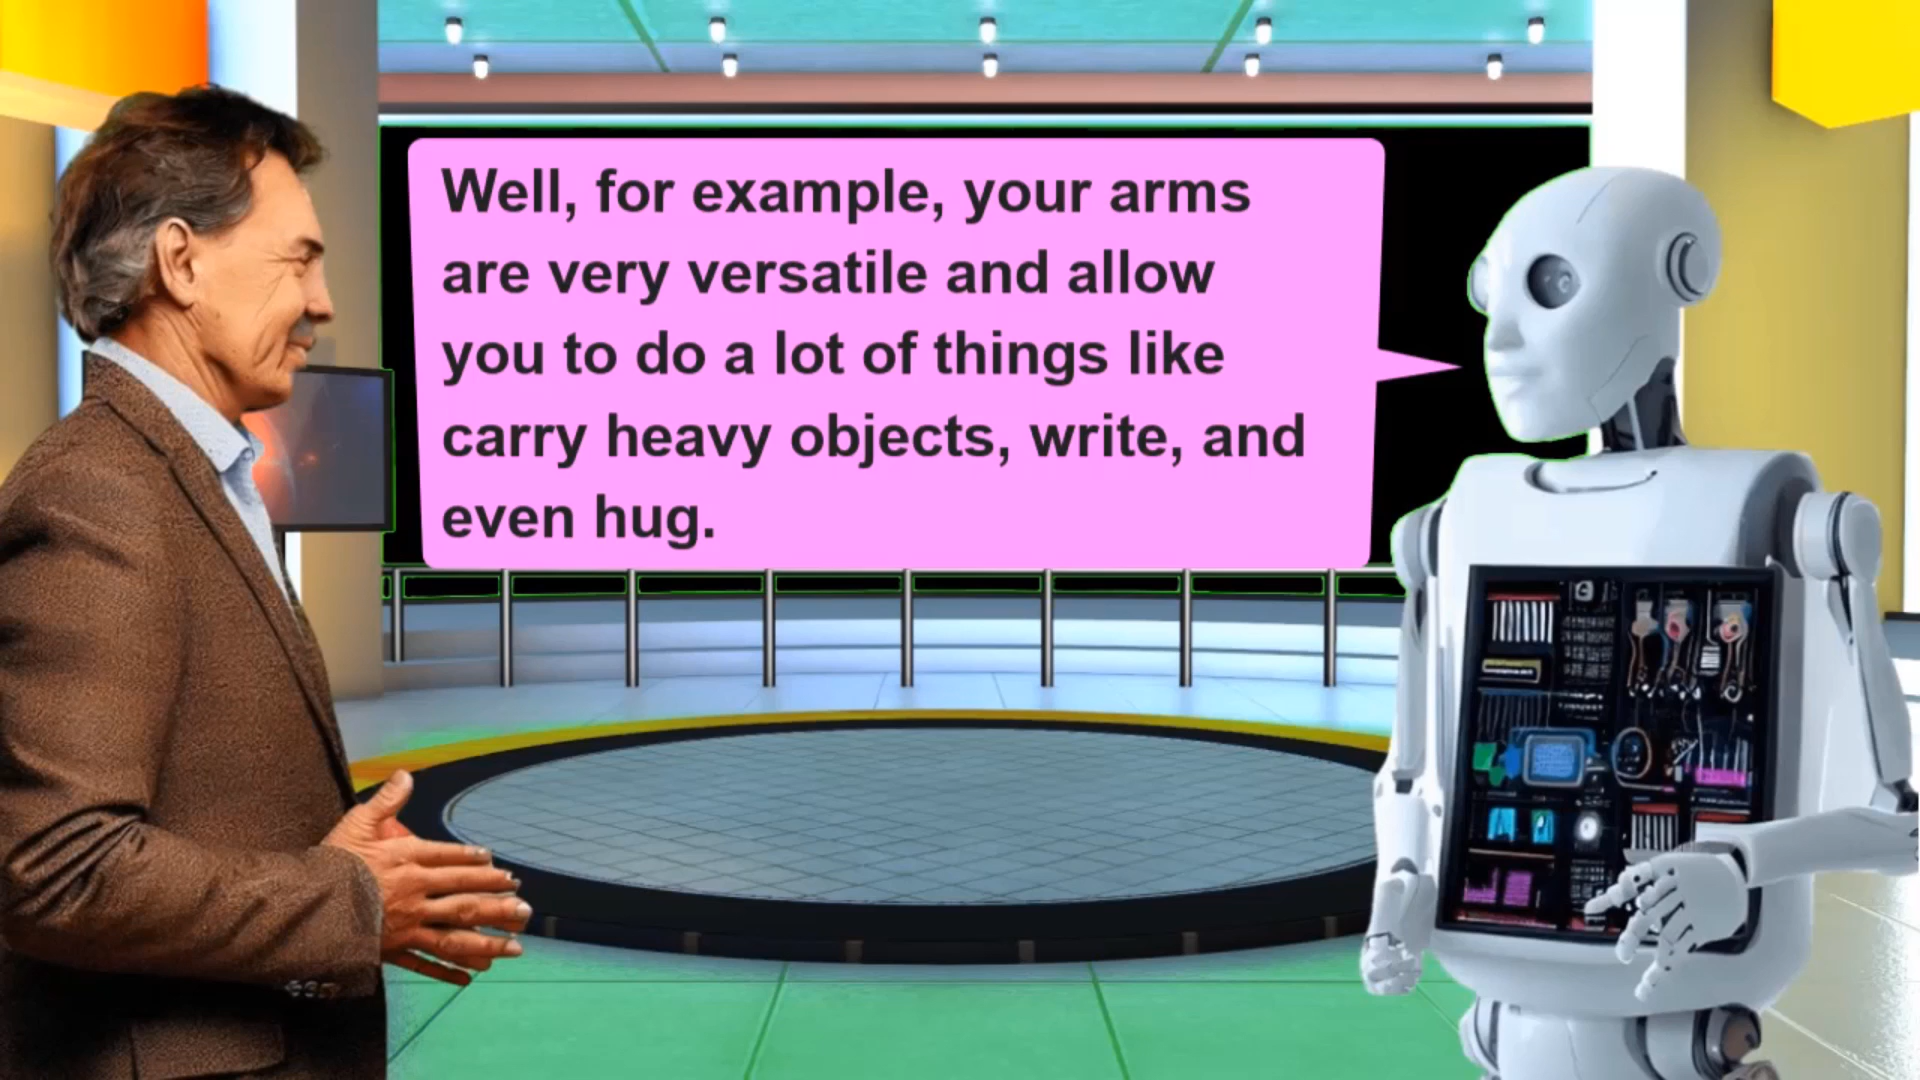 Well, for example, your arms
are very versatile and allow
you to do a lot of things like
carry heavy objects, write, and
even hug.